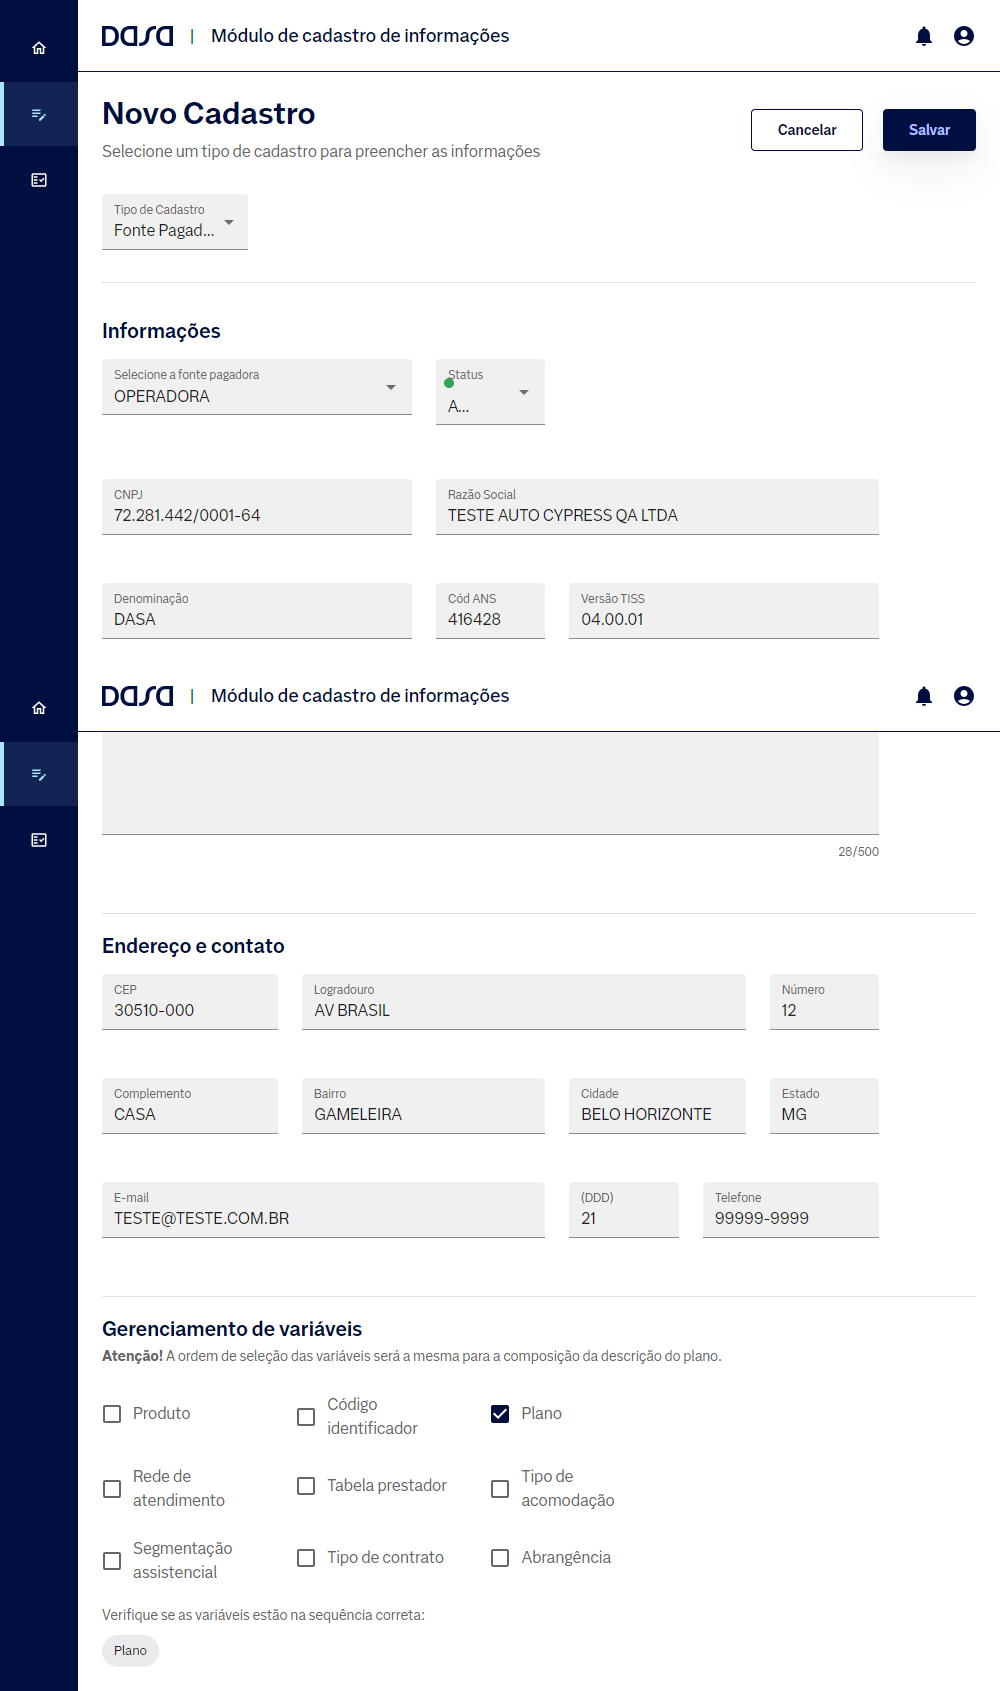 DASA | Módulo de cadastro de informações
Novo Cadastro
Cancelar
Salvar
Selecione um tipo de cadastro para preencher as informações
Tipo de Cadastro
Fonte Pagad...
Informações
Selecione a fonte pagadora
OPERADORA
Status
A...
CNPJ
72.281.442/0001-64
Razão Social
TESTE AUTO CYPRESS QA LTDA
Denominação
DASA
Cód ANS
416428
Versão TISS
04.00.01
DASA | Módulo de cadastro de informações
28/500
Endereço e contato
CEP
30510-000
Logradouro
AV BRASIL
Número
12
Complemento
CASA
Bairro
GAMELEIRA
Cidade
BELO HORIZONTE
Estado
MG
E-mail
TESTE@TESTE.COM.BR
(DDD)
21
Telefone
99999-9999
Gerenciamento de variáveis
Atenção! A ordem de seleção das variáveis será a mesma para a composição da descrição do plano.
Produto
Código
identificador
Plano
Rede de
atendimento
Tabela prestador
Tipo de
acomodação
Segmentação
assistencial
Tipo de contrato
Abrangência
Verifique se as variáveis estão na sequência correta:
Plano